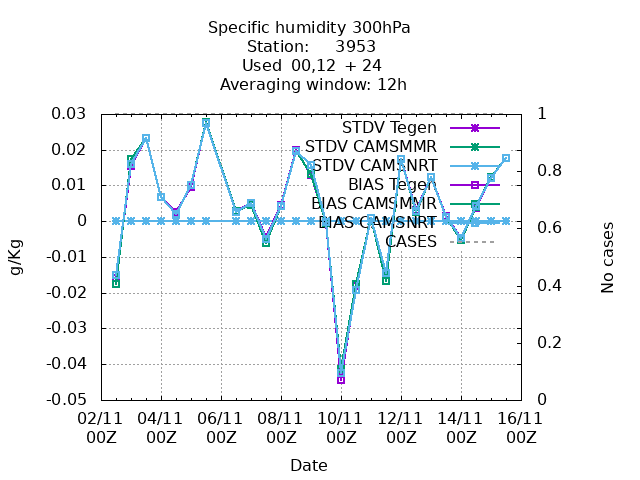 Specific humidity 300hPa
Station: 3953
Used 00,12 + 24
Averaging window: 12h
0.03
0.02
0.01
0
-0.01
-0.02
-0.03
-0.04
-0.05
g/Kg
STDV Tegen
STDV CAMSMMR
STDV CAMSNRT
BIAS Tegen
BIAS CAMSMMR
BIAS CAMSNRT
CASES
1
0.8
0.6
0.4
0.2
0
No cases
02/11 04/11 06/11 08/11 10/11 12/11 14/11 16/11
00Z 00Z 00Z 00Z 00Z 00Z 00Z 00Z
Date